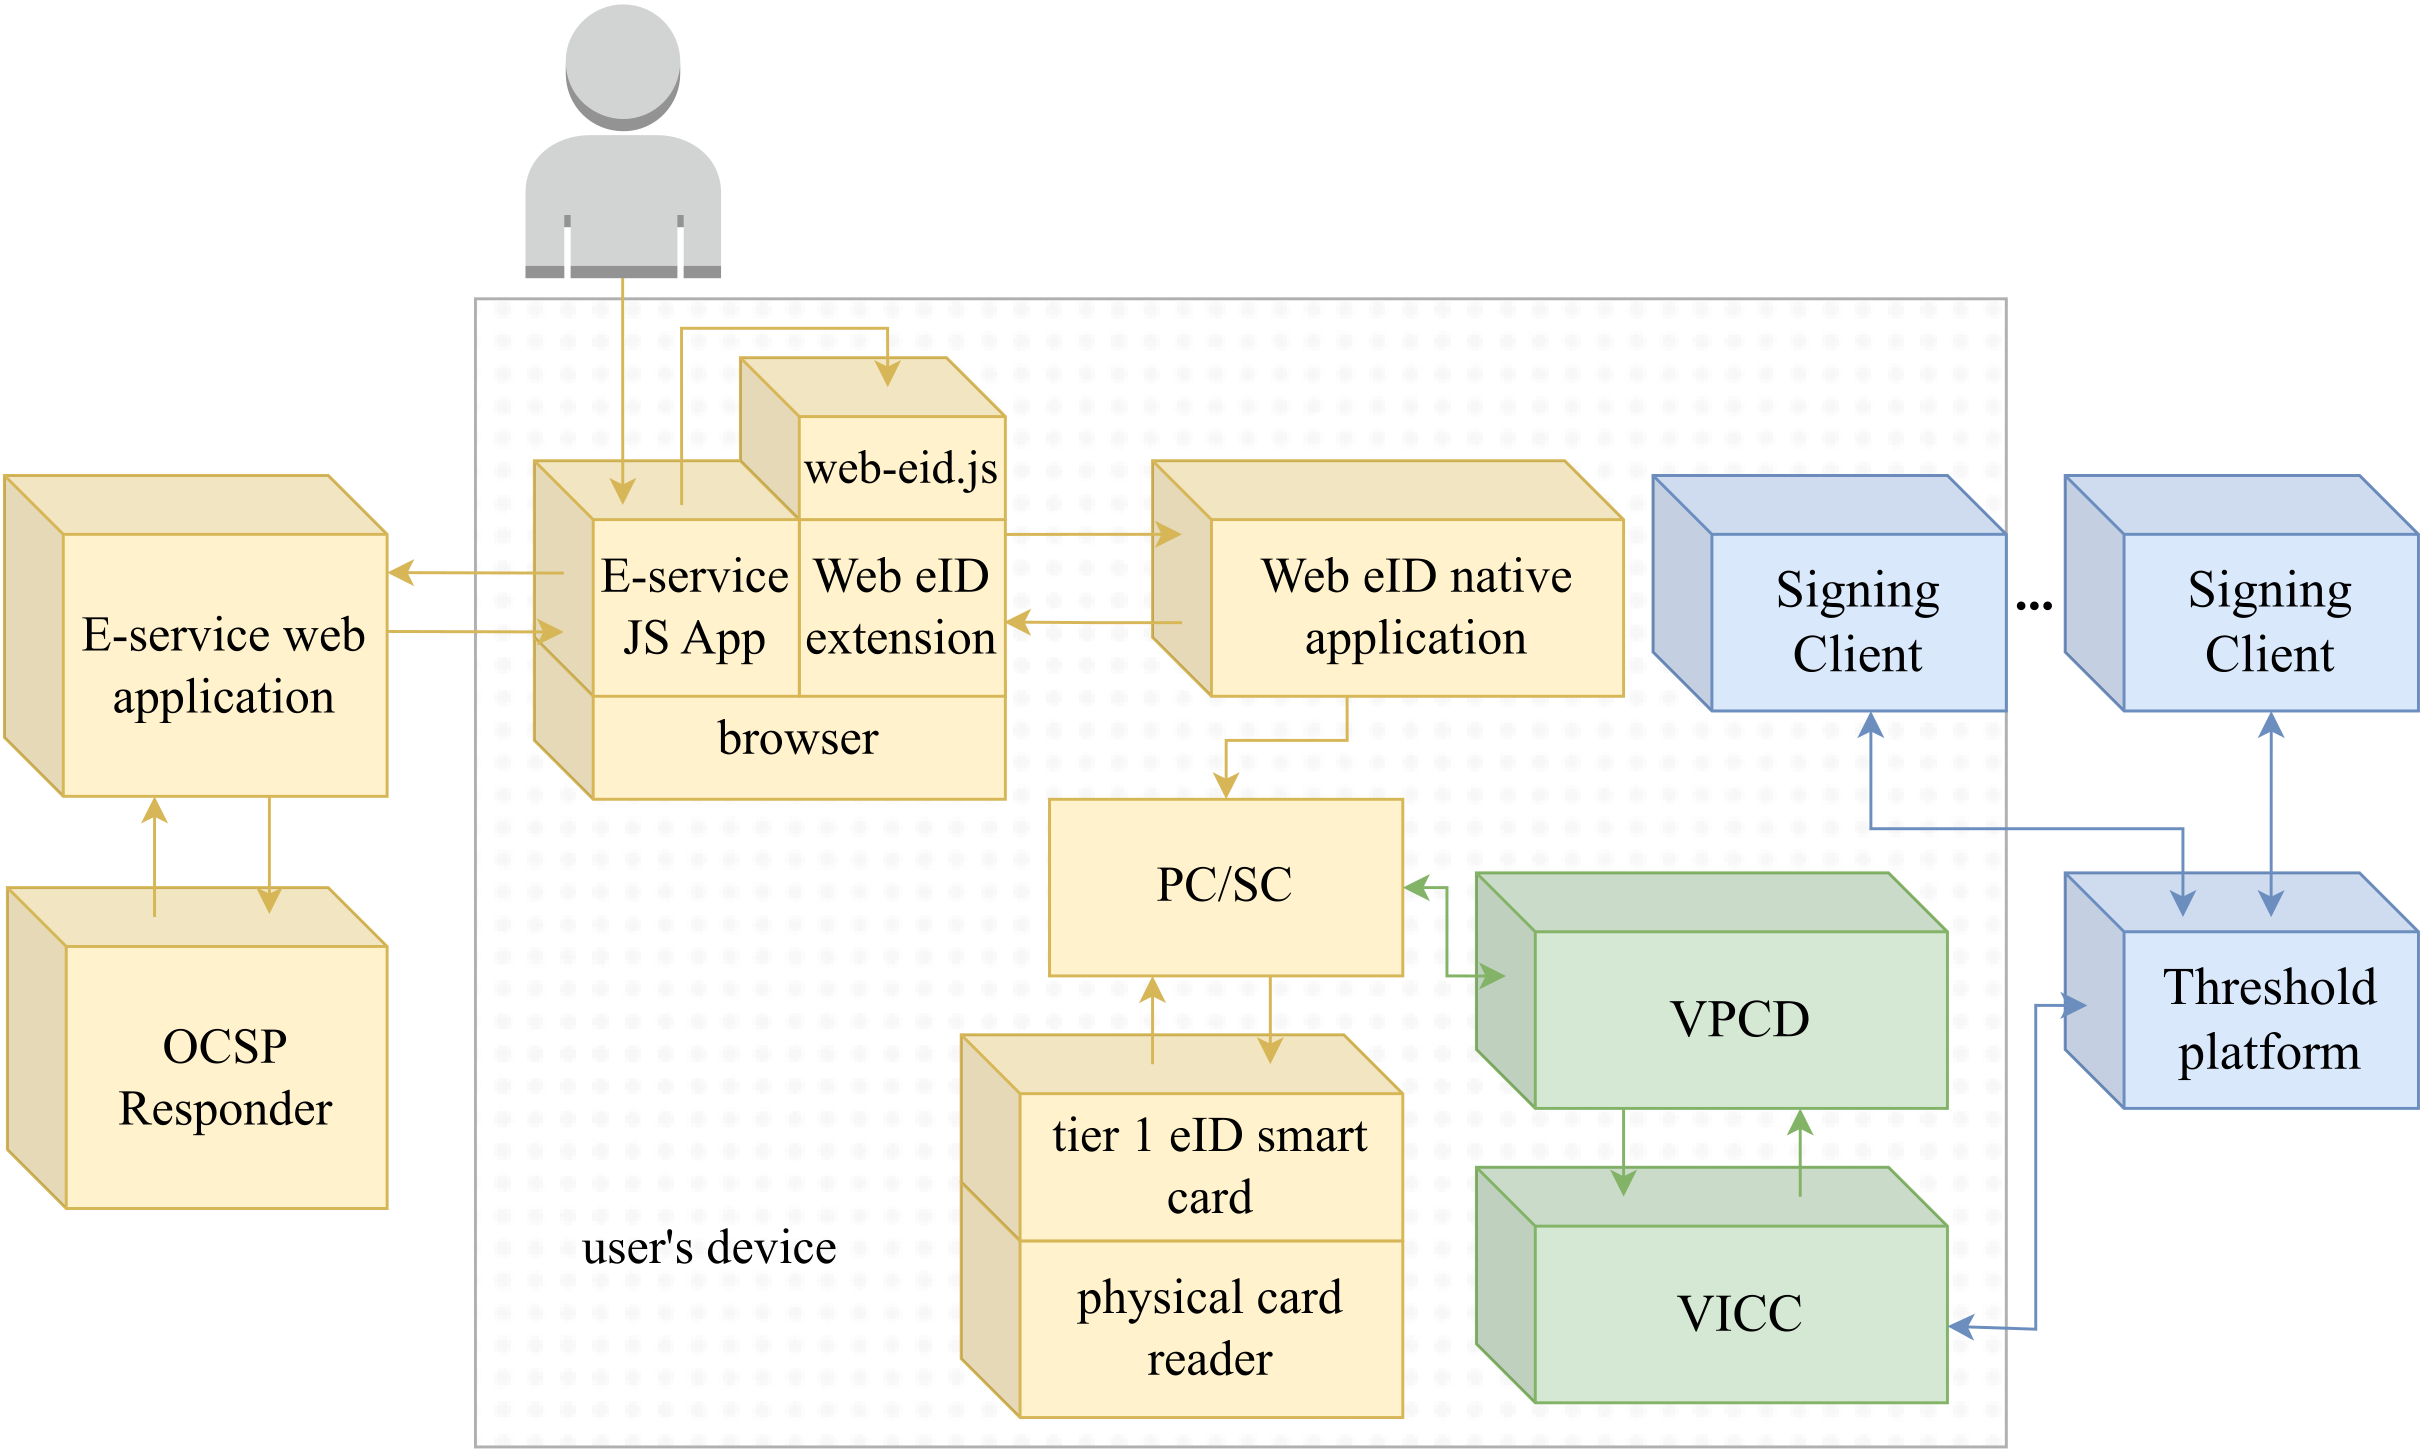 web-eid.js
E-service
JS App
Web eID
extension
browser
Web eID native
application
Signing
Client
...
Signing
Client
E-service web
application
PC/SC
OCSP
Responder
VPCD
Threshold
platform
tier 1 eID smart
card
physical card
reader
user's device
VICC